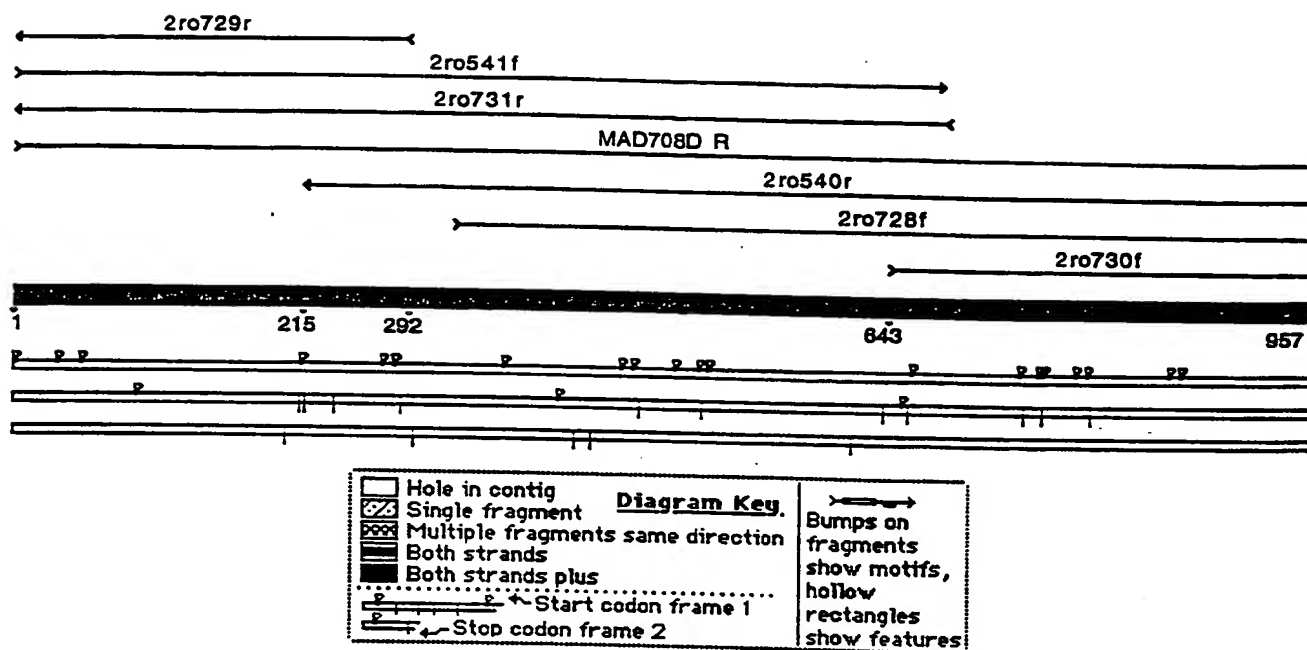 2ro729r
2ro541f
2ro731r
MAD708D R
2ro540r
2ro728f
2ro730f
1 215 292 643 957
Hole in contig
Diagram Key
Single fragment
Multiple fragments same direction
Both strands
Both strands plus
Start codon frame 1
Stop codon frame 2
Bumps on
fragments
show motifs,
hollow
rectangles
show features